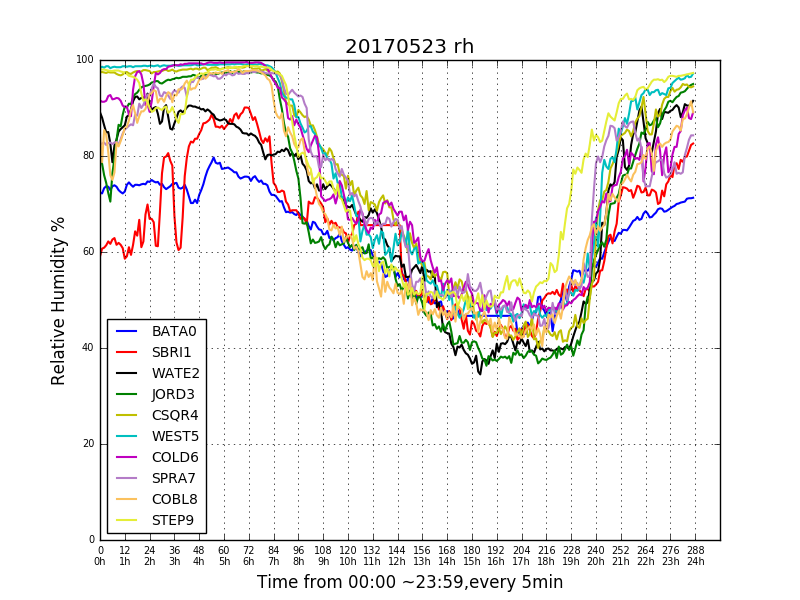 20170523 rh
Relative Humidity %
100
80
60
40
20
0
BATA0
SBRI1
WATE2
JORD3
CSQR4
WEST5
COLD6
SPRA7
COBL8
STEP9
0 12 24 36 48 60 72 84 96 108 120 132 144 156 168 180 192 204 216 228 240 252 264 276 288
0h 1h 2h 3h 4h 5h 6h 7h 8h 9h 10h 11h 12h 13h 14h 15h 16h 17h 18h 19h 20h 21h 22h 23h 24h
Time from 00:00 ~23:59,every 5min